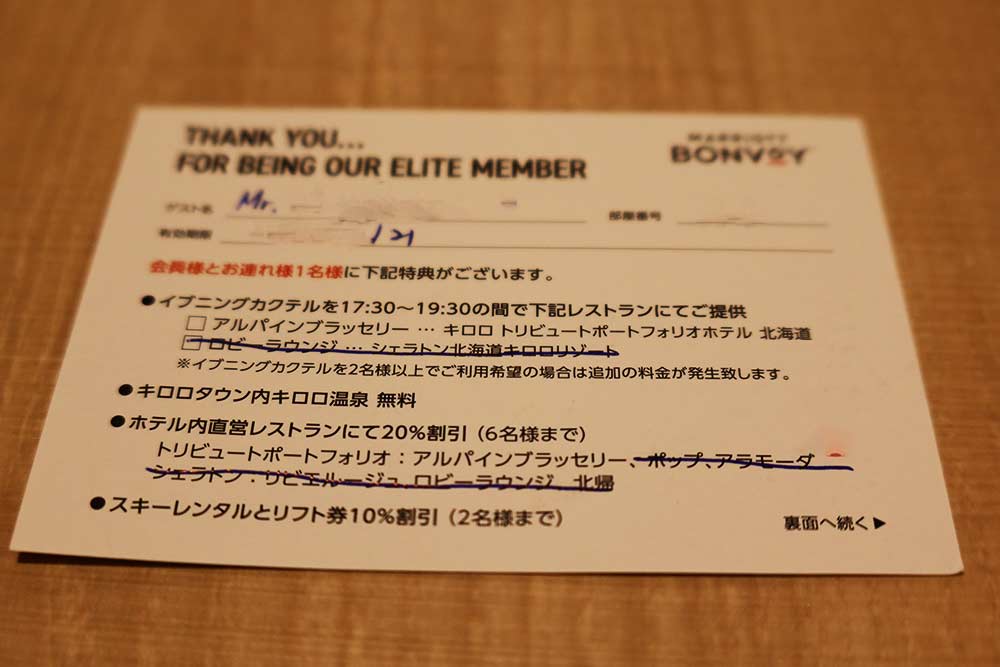 THANK YOU...
FOR BEING OUR ELITE MEMBER
MARRIOTT
BONVOY
ゲスト名 Mr.
部屋番号
有効期限 / 21
会員様とお連れ様1名様に下記特典がございます。
●イブニングカクテルを17:30～19:30の間で下記レストランにてご提供
□アルパインブラッセリー … キロロ トリビュートポートフォリオホテル 北海道
□ロビーラウンジ … シェラトン北海道キロロリゾート
※イブニングカクテルを2名様以上でご利用希望の場合は追加の料金が発生致します。
●キロロタウン内キロロ温泉 無料
●ホテル内直営レストランにて20%割引（6名様まで）
トリビュートポートフォリオ：アルパインブラッセリー、ポップ、アラモーダ
シェラトン：リビエルージュ、ロビーラウンジ、北帰
●スキーレンタルとリフト券10%割引（2名様まで）
裏面へ続く▶